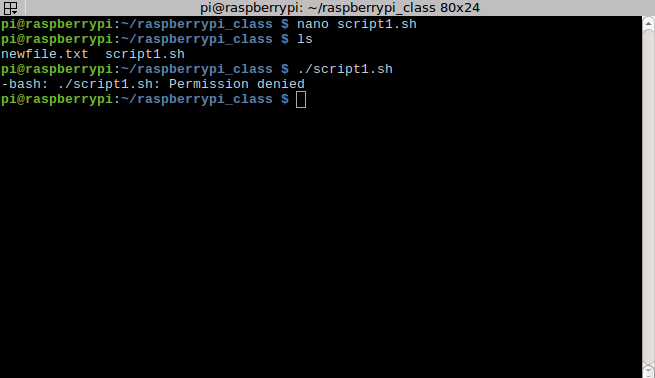 pi@raspberrypi: ~/raspberrypi_class 80x24
pi@raspberrypi:~/raspberrypi_class $ nano script1.sh
pi@raspberrypi:~/raspberrypi_class $ ls
newfile.txt  script1.sh
pi@raspberrypi:~/raspberrypi_class $ ./script1.sh
-bash: ./script1.sh: Permission denied
pi@raspberrypi:~/raspberrypi_class $